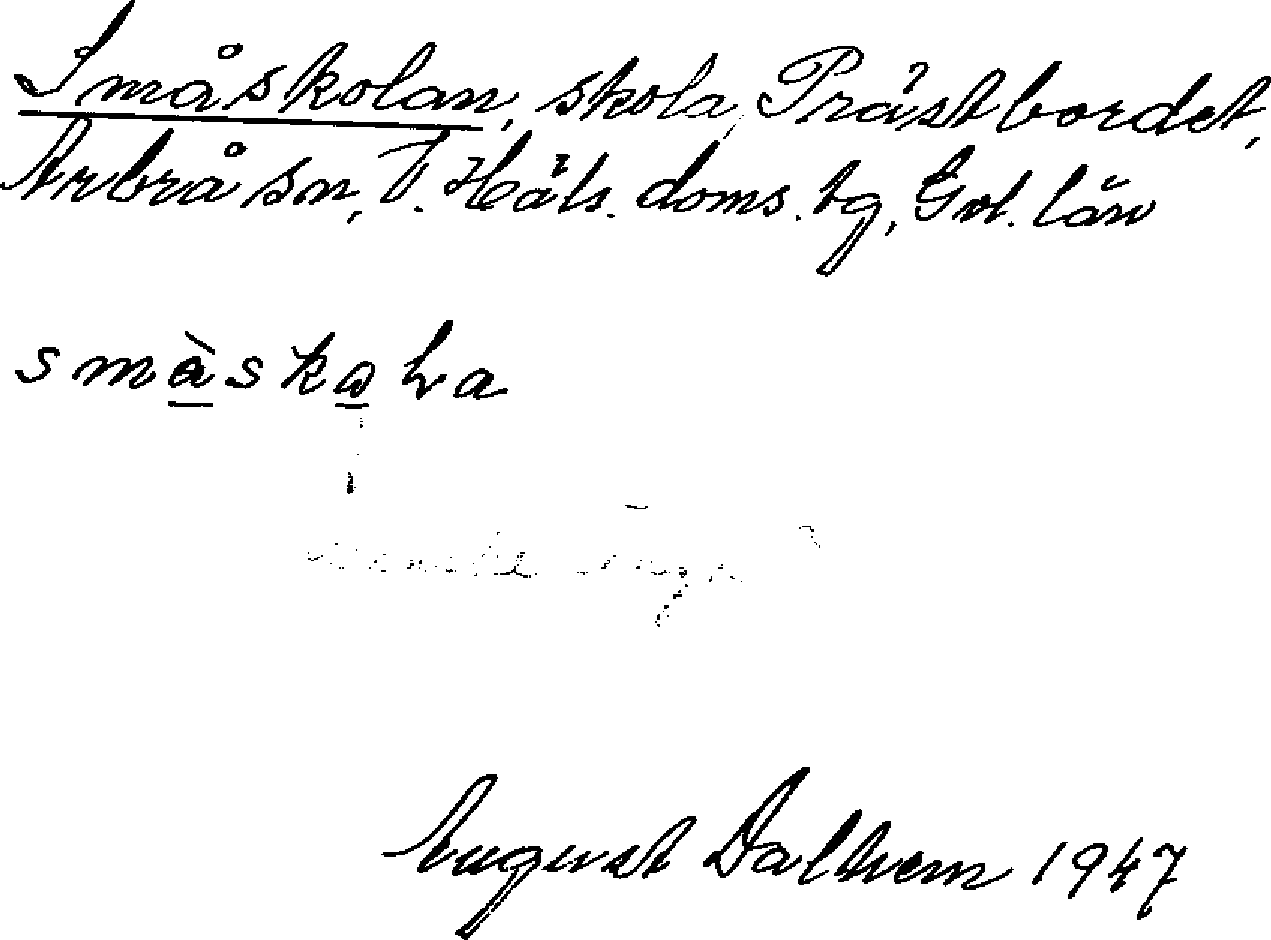 Småskolan, skola, Prästbordet,
Arbrå sn, V. Häls. doms. tg, Gvl. län
småskola
August Dalhem 1947